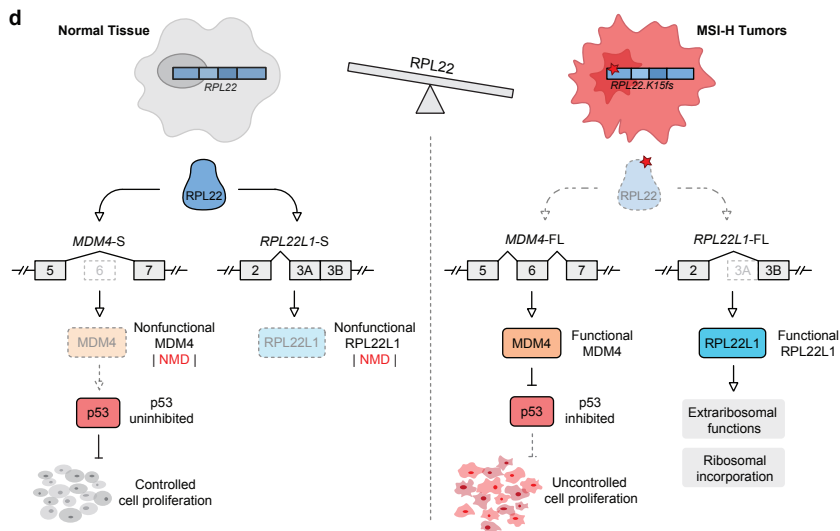 d
Normal Tissue
RPL22
RPL22
MSI-H Tumors
RPL22.K15fs
RPL22
RPL22
MDM4-S
RPL22L1-S
5
6
7
2
3A
3B
MDM4
Nonfunctional
MDM4
| NMD |
RPL22L1
Nonfunctional
RPL22L1
| NMD |
p53
p53
uninhibited
Controlled
cell proliferation
MDM4-FL
RPL22L1-FL
5
6
7
2
3A
3B
MDM4
Functional
MDM4
RPL22L1
Functional
RPL22L1
p53
p53
inhibited
Extraribosomal
functions
Ribosomal
incorporation
Uncontrolled
cell proliferation